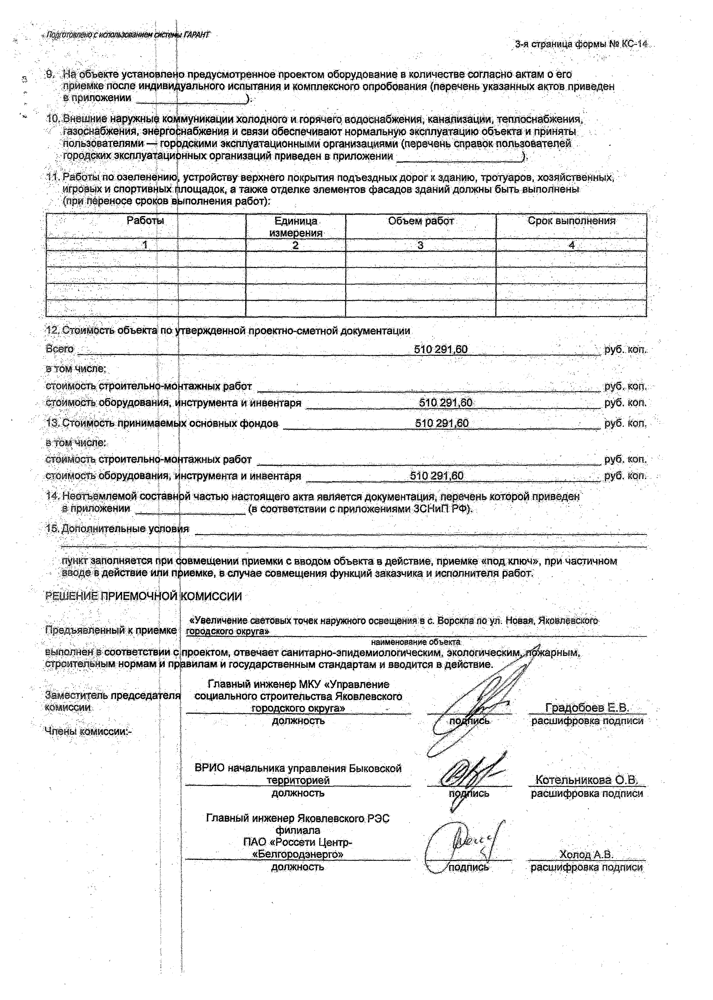 Подготовлено с использованием системы ГАРАНТ
3-я страница формы № КС-14
9. На объекте установлено предусмотренное проектом оборудование в количестве согласно актам о его
приемке после индивидуального испытания и комплексного опробования (перечень указанных актов приведен
в приложении ____________________).
10. Внешние наружные коммуникации холодного и горячего водоснабжения, канализации, теплоснабжения,
газоснабжения, энергоснабжения и связи обеспечивают нормальную эксплуатацию объекта и приняты
пользователями — городскими эксплуатационными организациями (перечень справок пользователей
городских эксплуатационных организаций приведен в приложении ____________________).
11. Работы по озеленению, устройству верхнего покрытия подъездных дорог к зданию, тротуаров, хозяйственных,
игровых и спортивных площадок, а также отделке элементов фасадов зданий должны быть выполнены
(при переносе сроков выполнения работ):
Работы Единица Объем работ Срок выполнения
измерения
1 2 3 4
12. Стоимость объекта по утвержденной проектно-сметной документации
Всего 510 291,60 руб. коп.
в том числе:
стоимость строительно-монтажных работ руб. коп.
стоимость оборудования, инструмента и инвентаря 510 291,60 руб. коп.
13. Стоимость принимаемых основных фондов 510 291,60 руб. коп.
в том числе:
стоимость строительно-монтажных работ руб. коп.
стоимость оборудования, инструмента и инвентаря 510 291,60 руб. коп.
14. Неотъемлемой составной частью настоящего акта является документация, перечень которой приведен
в приложении ____________________ (в соответствии с приложениями ЗСНиП РФ).
15. Дополнительные условия
пункт заполняется при совмещении приемки с вводом объекта в действие, приемке «под ключ», при частичном
вводе в действие или приемке, в случае совмещения функций заказчика и исполнителя работ.
РЕШЕНИЕ ПРИЕМОЧНОЙ КОМИССИИ
«Увеличение световых точек наружного освещения в с. Ворскла по ул. Новая, Яковлевского
Предъявленный к приемке городского округа»
наименование объекта
выполнен в соответствии с проектом, отвечает санитарно-эпидемиологическим, экологическим, пожарным,
строительным нормам и правилам и государственным стандартам и вводится в действие.
Главный инженер МКУ «Управление
Заместитель председателя социального строительства Яковлевского
комиссии городского округа» Градобоев Е.В.
должность подпись расшифровка подписи
Члены комиссии:-
ВРИО начальника управления Быковской
территорией Котельникова О.В.
должность подпись расшифровка подписи
Главный инженер Яковлевского РЭС
филиала
ПАО «Россети Центр-
«Белгородэнерго» Холод А.В.
должность подпись расшифровка подписи